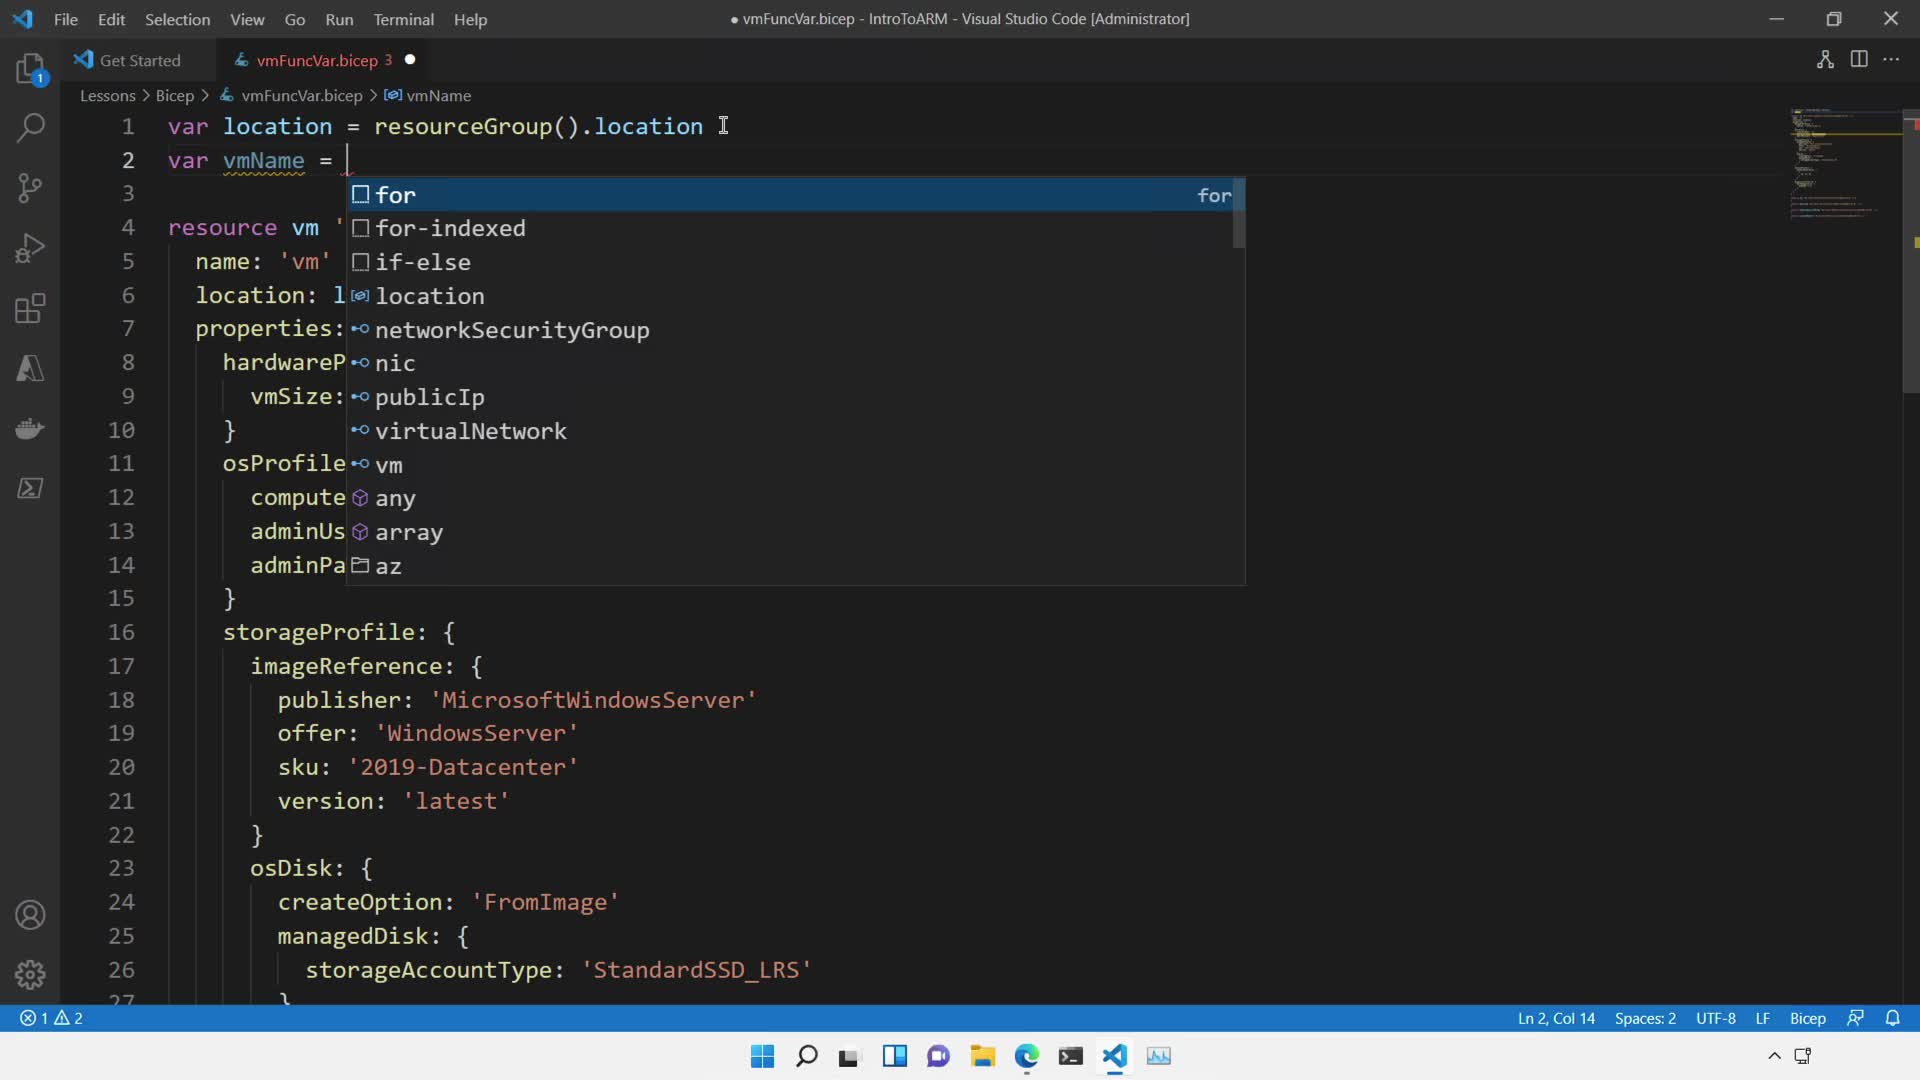 File Edit Selection View Go Run Terminal Help
● vmFuncVar.bicep - IntroToARM - Visual Studio Code [Administrator]
Get Started
vmFuncVar.bicep 3
1
Lessons > Bicep > vmFuncVar.bicep > vmName
1 var location = resourceGroup().location
2 var vmName =
3
4 resource vm '
5 name: 'vm'
6 location: l
7 properties:
8 hardwareP
9 vmSize:
10 }
11 osProfile
12 compute
13 adminUs
14 adminPa
15 }
16 storageProfile: {
17 imageReference: {
18 publisher: 'MicrosoftWindowsServer'
19 offer: 'WindowsServer'
20 sku: '2019-Datacenter'
21 version: 'latest'
22 }
23 osDisk: {
24 createOption: 'FromImage'
25 managedDisk: {
26 storageAccountType: 'StandardSSD_LRS'
27 }
for for
for-indexed
if-else
location
networkSecurityGroup
nic
publicIp
virtualNetwork
vm
any
array
az
1 2
Ln 2, Col 14 Spaces: 2 UTF-8 LF Bicep